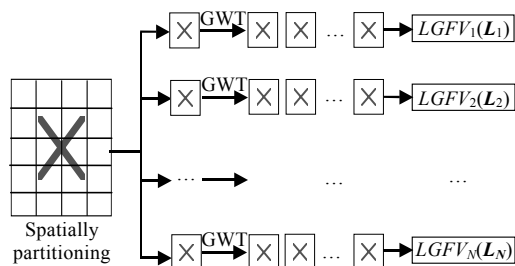 GWT ... LGFV1(L1)
GWT ... LGFV2(L2)
... ... ...
GWT ... LGFVN(LN)
Spatially
partitioning